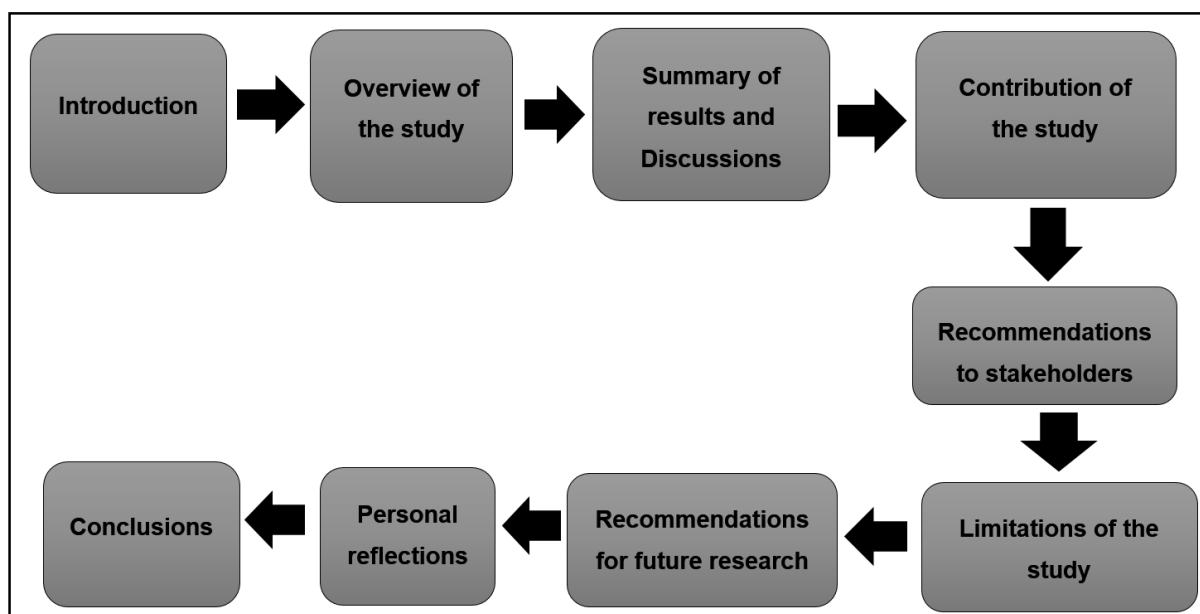 Introduction
Overview of
the study
Summary of
results and
Discussions
Contribution of
the study
Recommendations
to stakeholders
Limitations of the
study
Recommendations
for future research
Personal
reflections
Conclusions